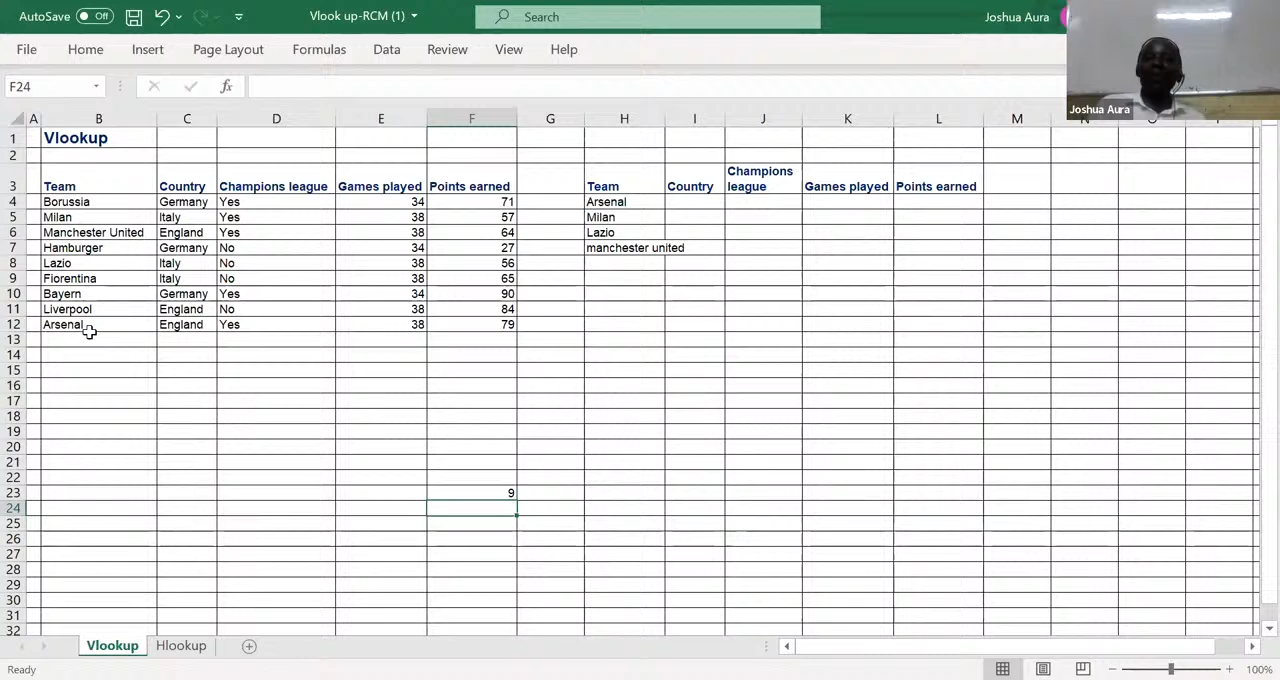 AutoSave Off Vlook up-RCM (1) Search Joshua Aura
File Home Insert Page Layout Formulas Data Review View Help
Joshua Aura
F24 fx
A B C D E F G H I J K L M
1 Vlookup
2
3 Team Country Champions league Games played Points earned Team Country Champions league Games played Points earned
4 Borussia Germany Yes 34 71 Arsenal
5 Milan Italy Yes 38 57 Milan
6 Manchester United England Yes 38 64 Lazio
7 Hamburger Germany No 34 27 manchester united
8 Lazio Italy No 38 56
9 Fiorentina Italy No 38 65
10 Bayern Germany Yes 34 90
11 Liverpool England No 38 84
12 Arsenal England Yes 38 79
13
14
15
16
17
18
19
20
21
22
23 9
24
25
26
27
28
29
30
31
32
Vlookup Hlookup
Ready 100%